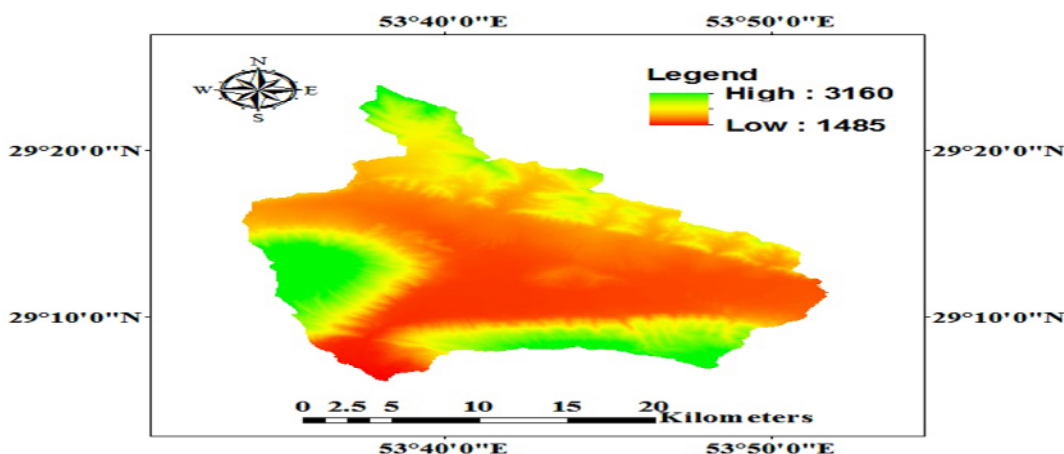 53°40'0"E 53°50'0"E
N
W E
S
Legend
High : 3160
Low : 1485
29°20'0"N 29°20'0"N
29°10'0"N 29°10'0"N
0 2.5 5 10 15 20
Kilometers
53°40'0"E 53°50'0"E